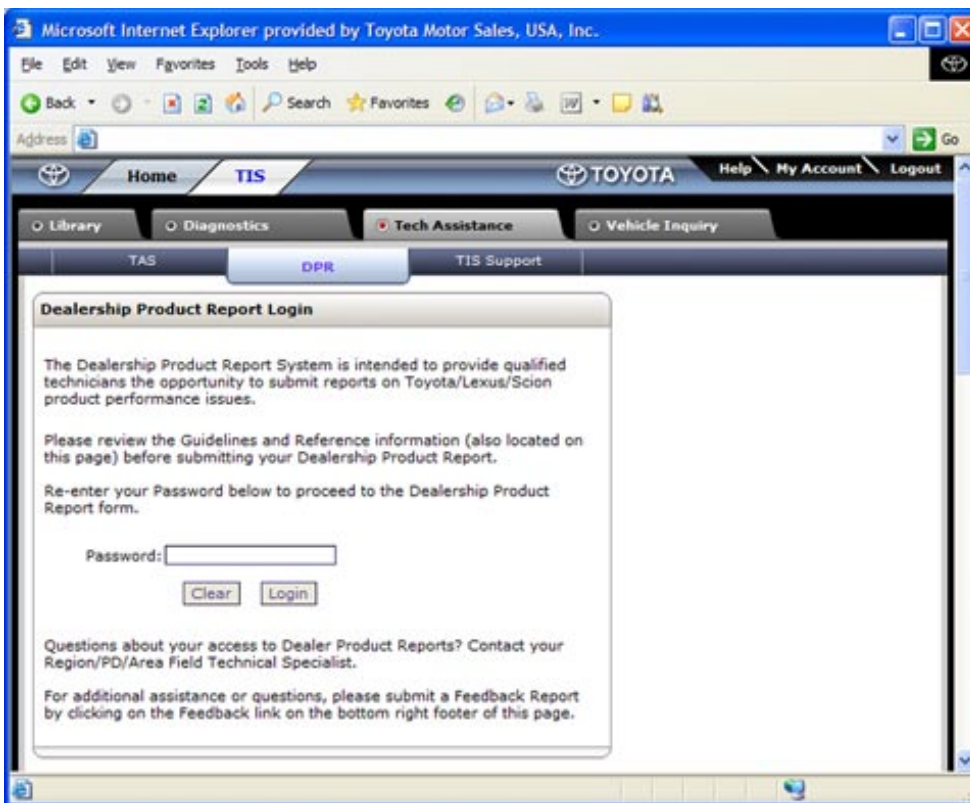 Microsoft Internet Explorer provided by Toyota Motor Sales, USA, Inc.
File Edit View Favorites Tools Help
Back Search Favorites
Address Go
Home TIS TOYOTA Help My Account Logout
Library Diagnostics Tech Assistance Vehicle Inquiry
TAS DPR TIS Support
Dealership Product Report Login
The Dealership Product Report System is intended to provide qualified
technicians the opportunity to submit reports on Toyota/Lexus/Scion
product performance issues.
Please review the Guidelines and Reference information (also located on
this page) before submitting your Dealership Product Report.
Re-enter your Password below to proceed to the Dealership Product
Report form.
Password:
Clear Login
Questions about your access to Dealer Product Reports? Contact your
Region/PD/Area Field Technical Specialist.
For additional assistance or questions, please submit a Feedback Report
by clicking on the Feedback link on the bottom right footer of this page.